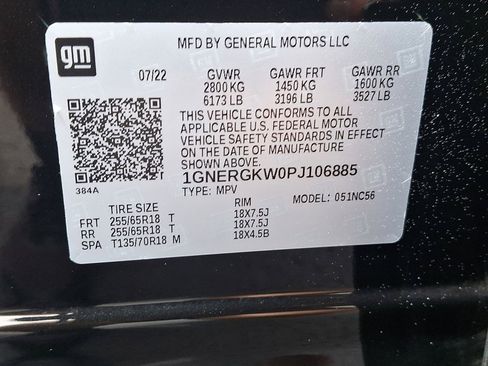 gm
MFD BY GENERAL MOTORS LLC
07/22 GVWR GAWR FRT GAWR RR
2800 KG 1450 KG 1600 KG
6173 LB 3196 LB 3527 LB
THIS VEHICLE CONFORMS TO ALL
APPLICABLE U.S. FEDERAL MOTOR
VEHICLE SAFETY STANDARDS IN EFFECT
ON THE DATE OF MANUFACTURE
SHOWN ABOVE.
384A
1GNERGKW0PJ106885
TYPE: MPV MODEL: 051NC56
TIRE SIZE RIM
FRT 255/65R18 T 18X7.5J
RR 255/65R18 T 18X7.5J
SPA T135/70R18 M 18X4.5B